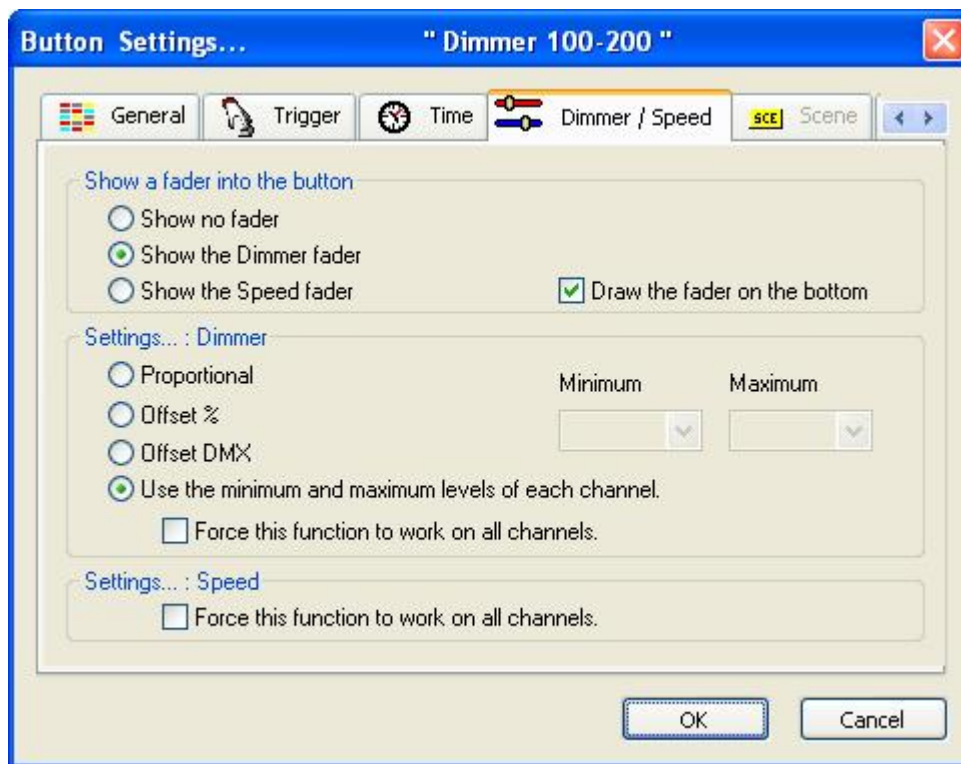 Button Settings... " Dimmer 100-200 "
General Trigger Time Dimmer / Speed SCE Scene
Show a fader into the button
Show no fader
Show the Dimmer fader
Show the Speed fader Draw the fader on the bottom
Settings... : Dimmer
Proportional Minimum Maximum
Offset %
Offset DMX
Use the minimum and maximum levels of each channel.
Force this function to work on all channels.
Settings... : Speed
Force this function to work on all channels.
OK Cancel